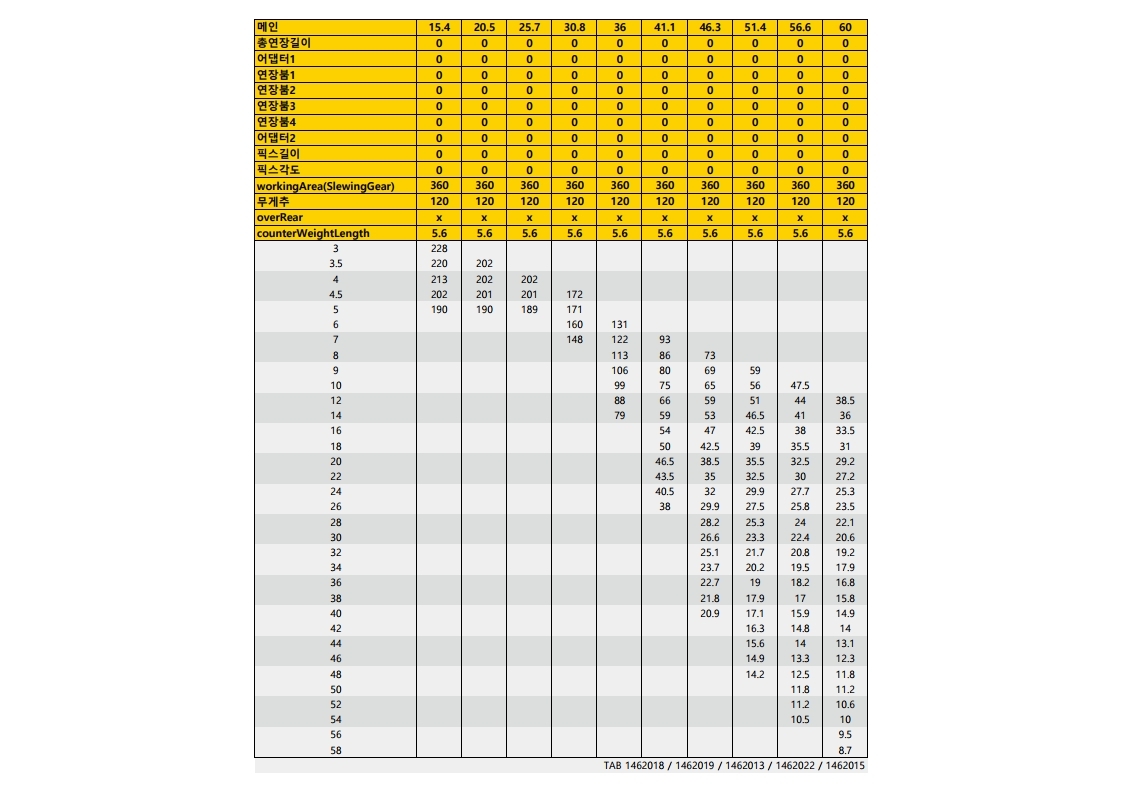 메인 15.4 20.5 25.7 30.8 36 41.1 46.3 51.4 56.6 60
총연장길이 0 0 0 0 0 0 0 0 0 0
어댑터1 0 0 0 0 0 0 0 0 0 0
연장붐1 0 0 0 0 0 0 0 0 0 0
연장붐2 0 0 0 0 0 0 0 0 0 0
연장붐3 0 0 0 0 0 0 0 0 0 0
연장붐4 0 0 0 0 0 0 0 0 0 0
어댑터2 0 0 0 0 0 0 0 0 0 0
픽스길이 0 0 0 0 0 0 0 0 0 0
픽스각도 0 0 0 0 0 0 0 0 0 0
workingArea(SlewingGear) 360 360 360 360 360 360 360 360 360 360
무게추 120 120 120 120 120 120 120 120 120 120
overRear x x x x x x x x x x
counterWeightLength 5.6 5.6 5.6 5.6 5.6 5.6 5.6 5.6 5.6 5.6
3 228
3.5 220 202
4 213 202 202
4.5 202 201 201 172
5 190 190 189 171
6 160 131
7 148 122 93
8 113 86 73
9 106 80 69 59
10 99 75 65 56 47.5
12 88 66 59 51 44 38.5
14 79 59 53 46.5 41 36
16 54 47 42.5 38 33.5
18 50 42.5 39 35.5 31
20 46.5 38.5 35.5 32.5 29.2
22 43.5 35 32.5 30 27.2
24 40.5 32 29.9 27.7 25.3
26 38 29.9 27.5 25.8 23.5
28 28.2 25.3 24 22.1
30 26.6 23.3 22.4 20.6
32 25.1 21.7 20.8 19.2
34 23.7 20.2 19.5 17.9
36 22.7 19 18.2 16.8
38 21.8 17.9 17 15.8
40 20.9 17.1 15.9 14.9
42 16.3 14.8 14
44 15.6 14 13.1
46 14.9 13.3 12.3
48 14.2 12.5 11.8
50 11.8 11.2
52 11.2 10.6
54 10.5 10
56 9.5
58 8.7
TAB 1462018 / 1462019 / 1462013 / 1462022 / 1462015